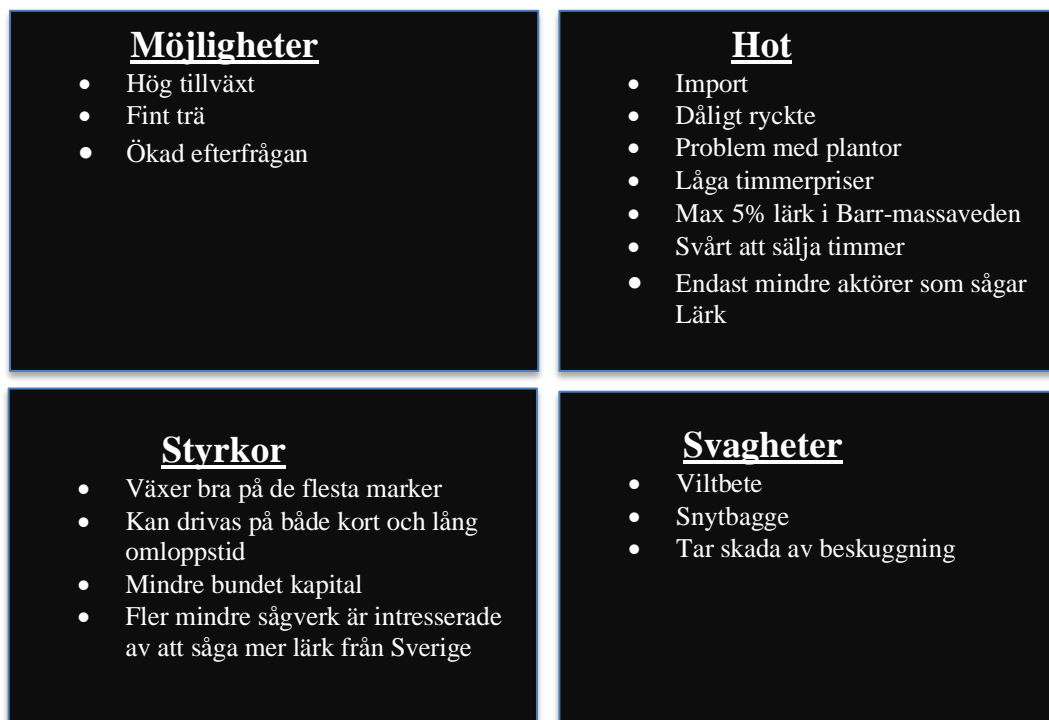 Möjligheter
• Hög tillväxt
• Fint trä
• Ökad efterfrågan
Hot
• Import
• Dåligt ryckte
• Problem med plantor
• Låga timmerpriser
• Max 5% lärk i Barr-massaveden
• Svårt att sälja timmer
• Endast mindre aktörer som sågar
Lärk
Styrkor
• Växer bra på de flesta marker
• Kan drivas på både kort och lång
omloppstid
• Mindre bundet kapital
• Fler mindre sågverk är intresserade
av att såga mer lärk från Sverige
Svagheter
• Viltbete
• Snytbagge
• Tar skada av beskuggning